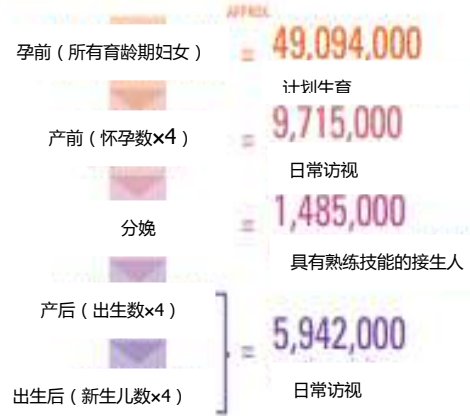 APPROX
孕前（所有育龄期妇女） = 49,094,000
计划生育
产前（怀孕数×4） = 9,715,000
日常访视
分娩 = 1,485,000
具有熟练技能的接生人
产后（出生数×4）
= 5,942,000
出生后（新生儿数×4） 日常访视